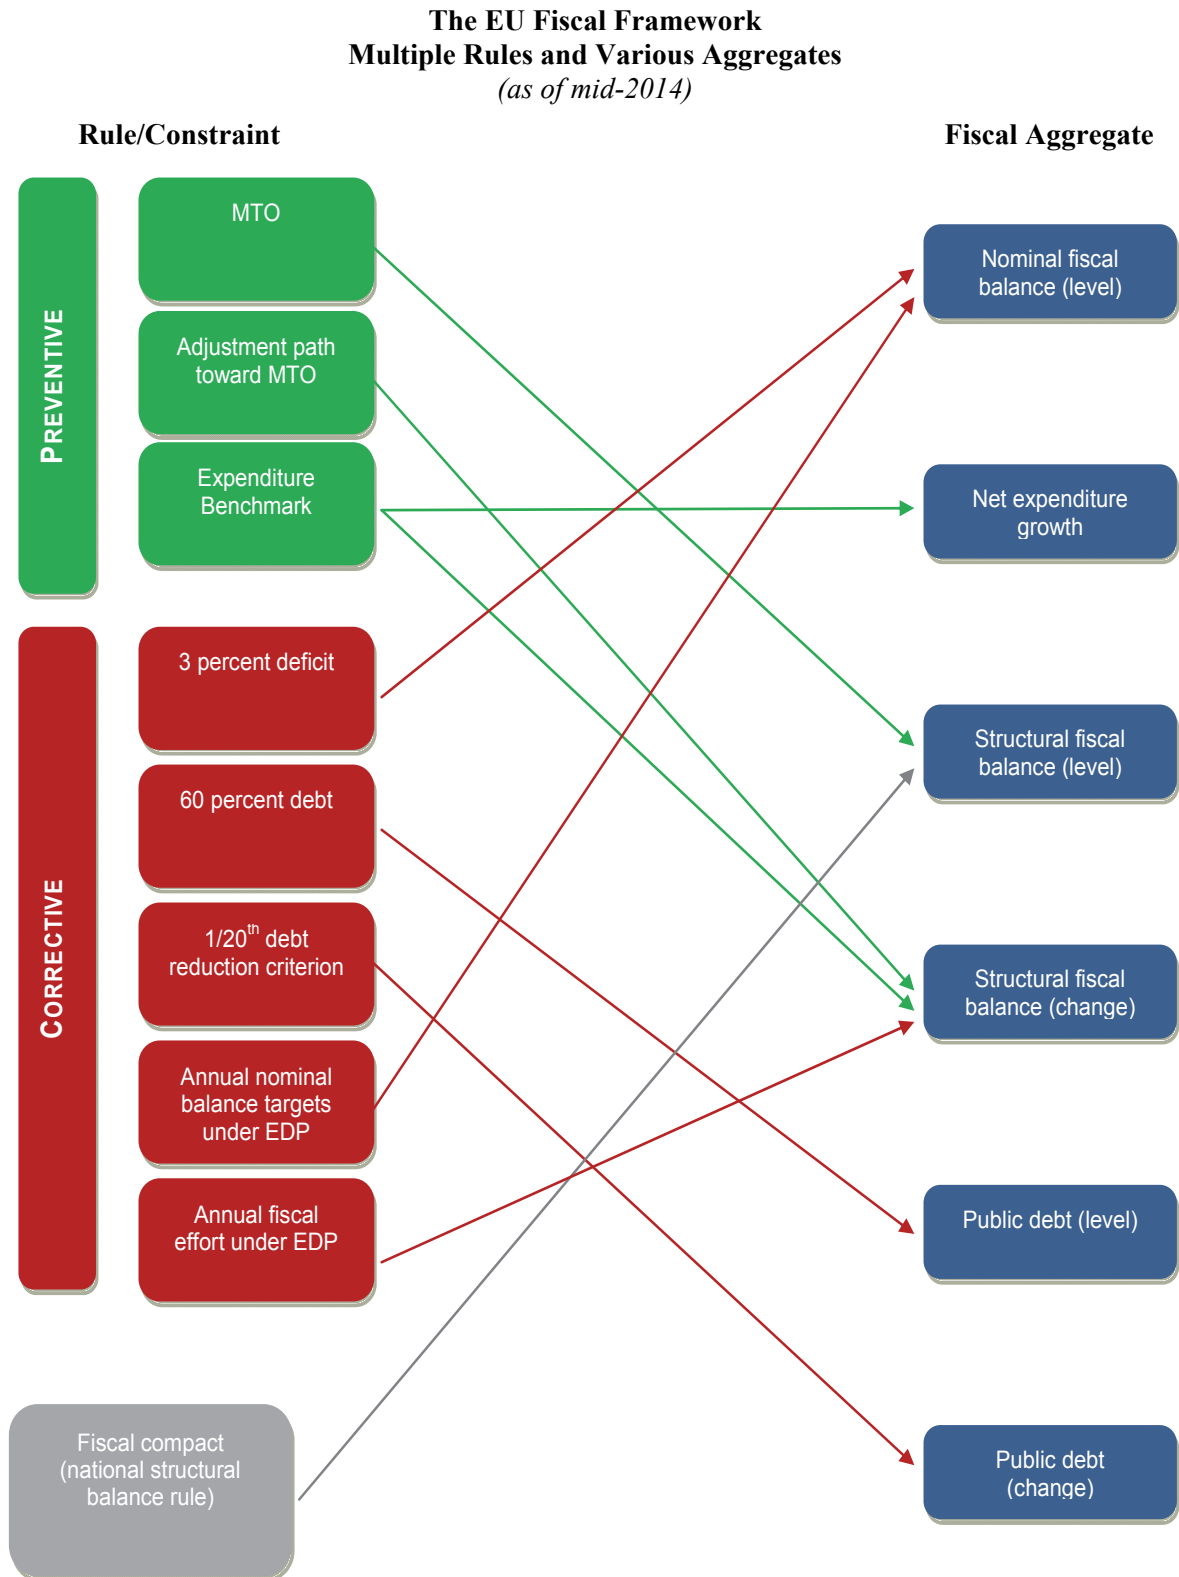 The EU Fiscal Framework
Multiple Rules and Various Aggregates
(as of mid-2014)
Rule/Constraint
Fiscal Aggregate
PREVENTIVE
MTO
Adjustment path
toward MTO
Expenditure
Benchmark
CORRECTIVE
3 percent deficit
60 percent debt
1/20th debt
reduction criterion
Annual nominal
balance targets
under EDP
Annual fiscal
effort under EDP
Fiscal compact
(national structural
balance rule)
Nominal fiscal
balance (level)
Net expenditure
growth
Structural fiscal
balance (level)
Structural fiscal
balance (change)
Public debt (level)
Public debt
(change)